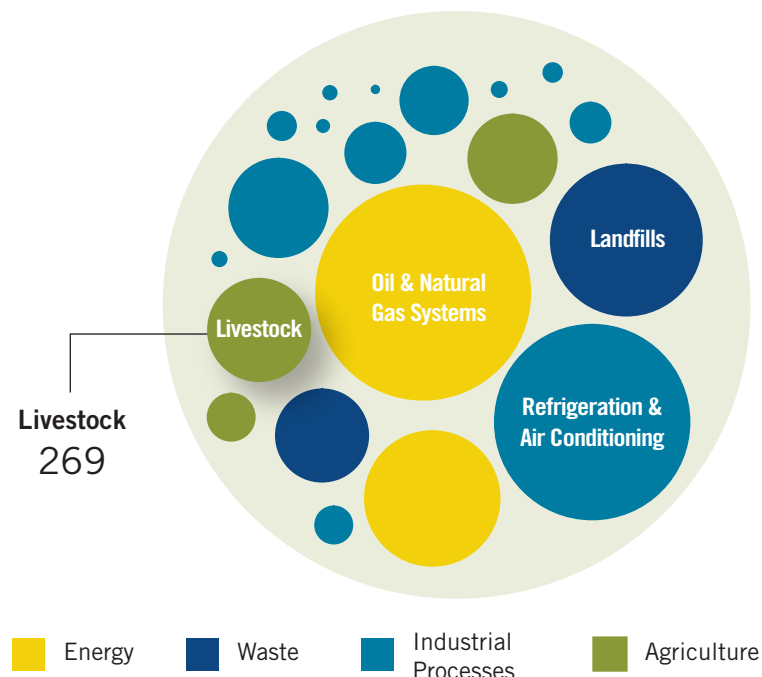 Landfills
Oil & Natural
Gas Systems
Livestock
Refrigeration &
Air Conditioning
Livestock
269
Energy
Waste
Industrial
Processes
Agriculture